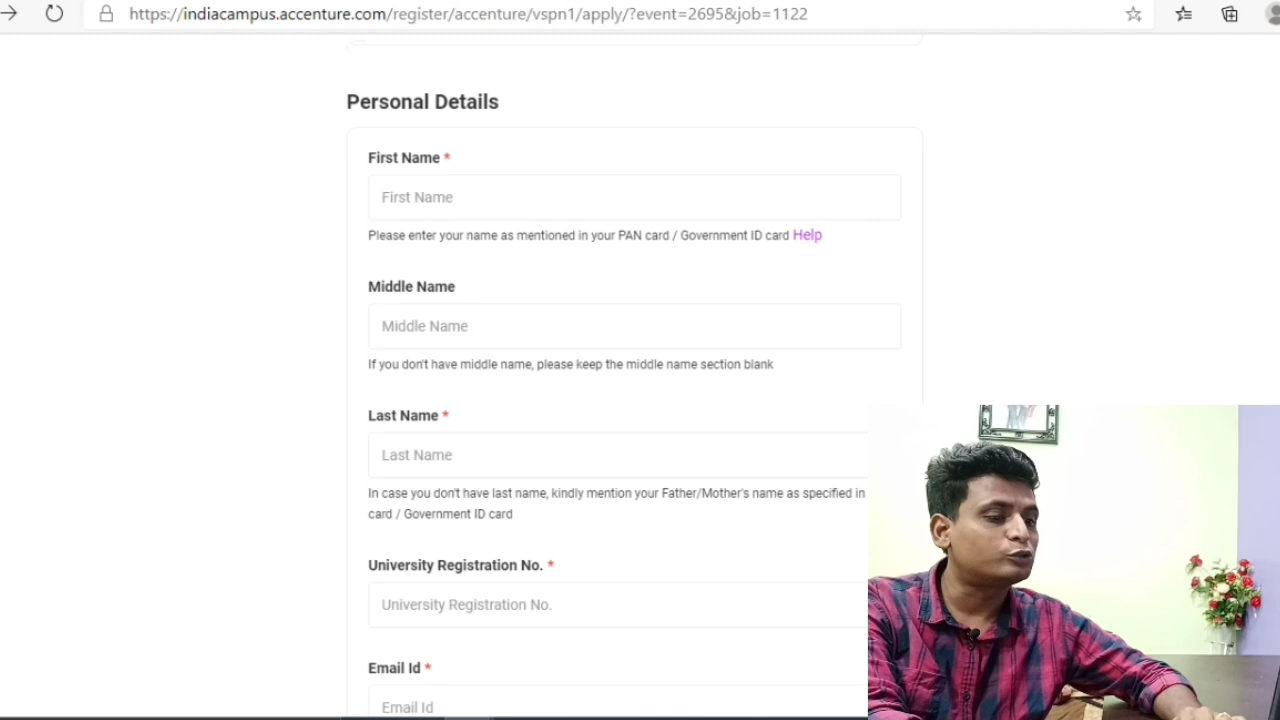 https://indiacampus.accenture.com/register/accenture/vspn1/apply/?event=2695&job=1122
Personal Details
First Name *
First Name
Please enter your name as mentioned in your PAN card / Government ID card Help
Middle Name
Middle Name
If you don't have middle name, please keep the middle name section blank
Last Name *
Last Name
In case you don't have last name, kindly mention your Father/Mother's name as specified in
card / Government ID card
University Registration No. *
University Registration No.
Email Id *
Email Id